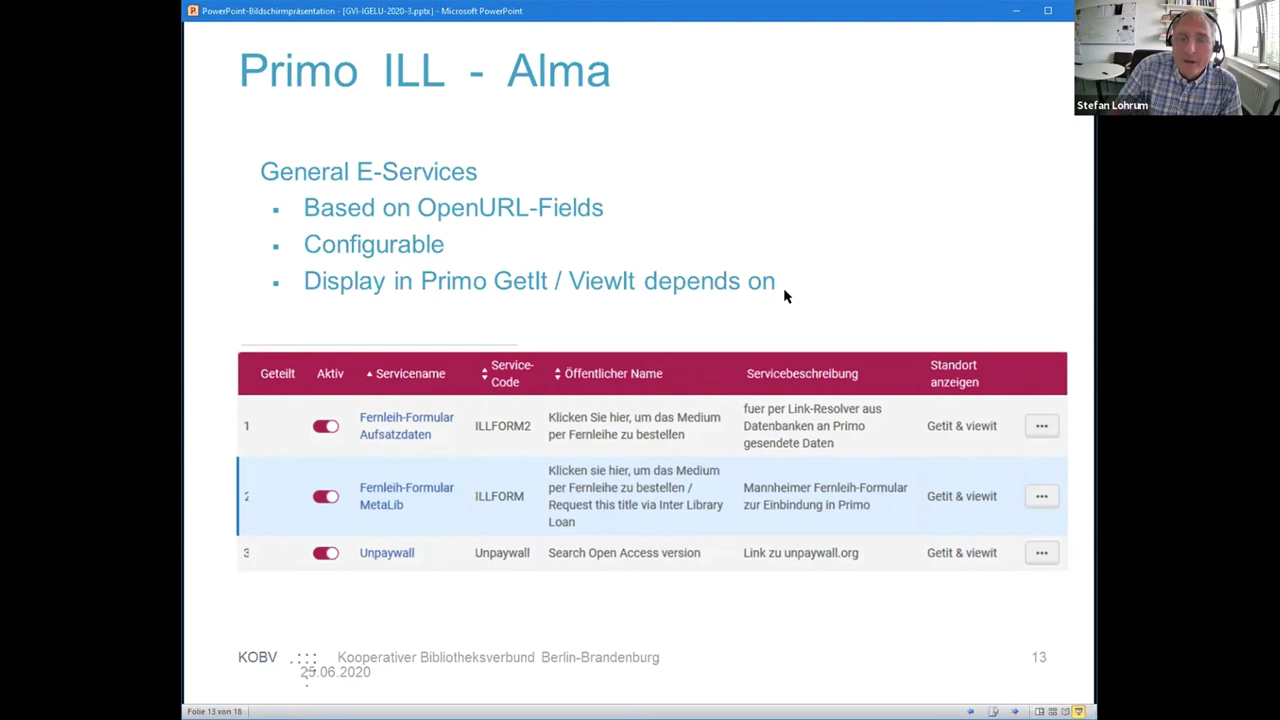 PowerPoint-Bildschirmpräsentation - [GVI-IGELU-2020-3.pptx] - Microsoft PowerPoint
Stefan Lohrum
Primo ILL - Alma
General E-Services
Based on OpenURL-Fields
Configurable
Display in Primo GetIt / ViewIt depends on
Geteilt Aktiv Servicename Service-Code Öffentlicher Name Servicebeschreibung Standort anzeigen
1 Fernleih-Formular Aufsatzdaten ILLFORM2 Klicken Sie hier, um das Medium per Fernleihe zu bestellen fuer per Link-Resolver aus Datenbanken an Primo gesendete Daten Getit & viewit
2 Fernleih-Formular MetaLib ILLFORM Klicken sie hier, um das Medium per Fernleihe zu bestellen / Request this title via Inter Library Loan Mannheimer Fernleih-Formular zur Einbindung in Primo Getit & viewit
3 Unpaywall Unpaywall Search Open Access version Link zu unpaywall.org Getit & viewit
KOBV Kooperativer Bibliotheksverbund Berlin-Brandenburg 13
25.06.2020
Folie 13 von 18